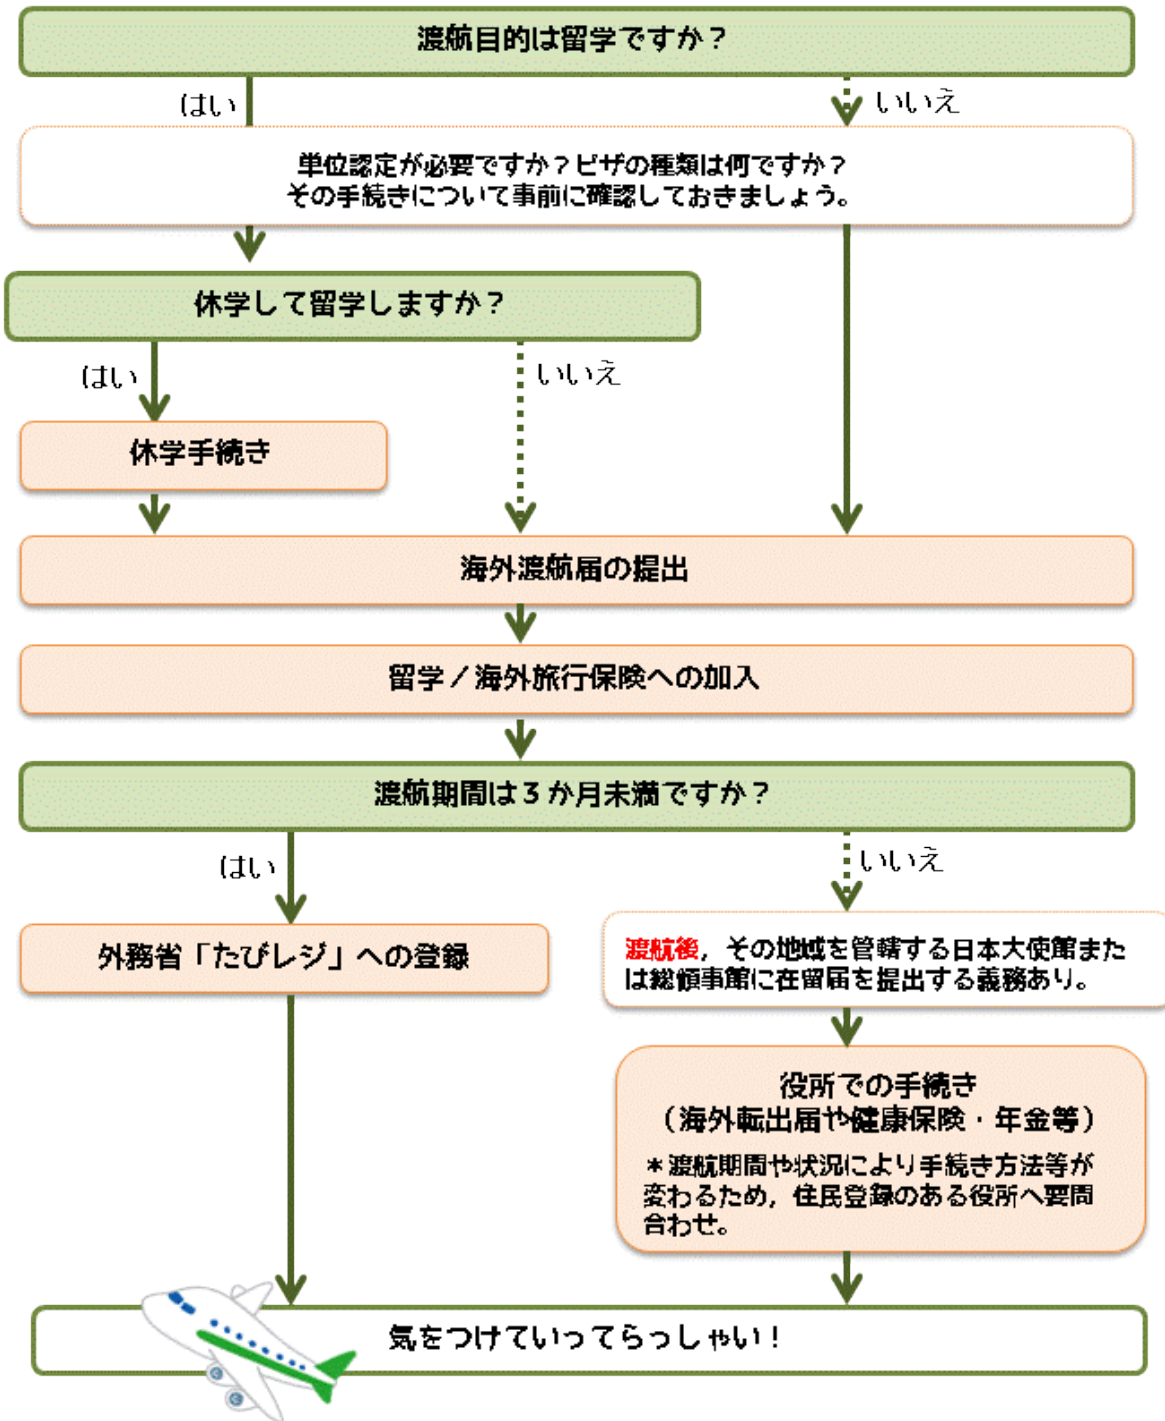 渡航目的は留学ですか？
はい
いいえ
単位認定が必要ですか？ビザの種類は何ですか？
その手続きについて事前に確認しておきましょう。
休学して留学しますか？
はい
いいえ
休学手続き
海外渡航届の提出
留学／海外旅行保険への加入
渡航期間は３か月未満ですか？
はい
いいえ
外務省「たびレジ」への登録
渡航後，その地域を管轄する日本大使館また
は総領事館に在留届を提出する義務あり。
役所での手続き
（海外転出届や健康保険・年金等）
＊渡航期間や状況により手続き方法等が
変わるため，住民登録のある役所へ要問
合わせ。
気をつけていってらっしゃい！